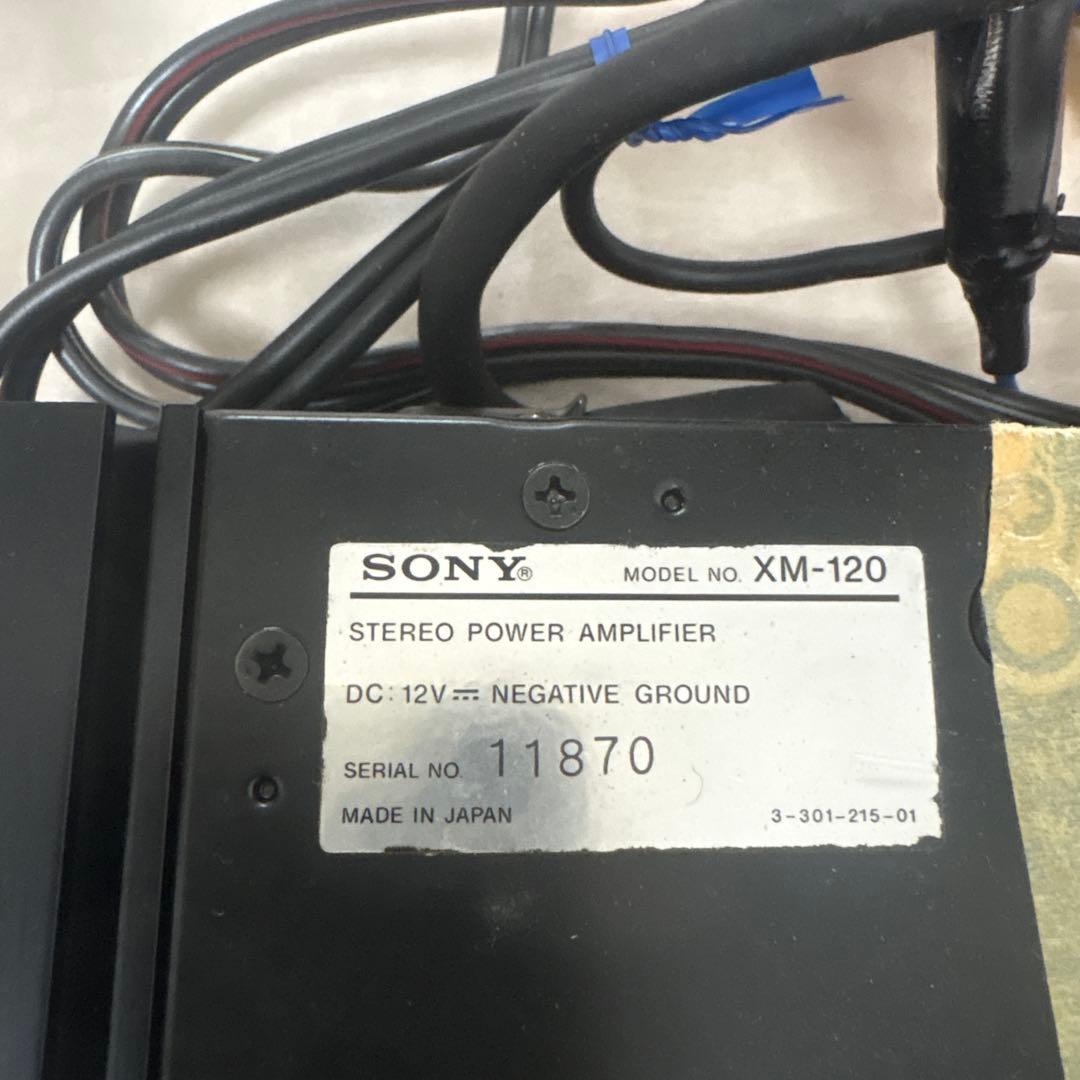 SONY® MODEL NO. XM-120
STEREO POWER AMPLIFIER
DC: 12V⎓ NEGATIVE GROUND
SERIAL NO. 11870
MADE IN JAPAN 3-301-215-01